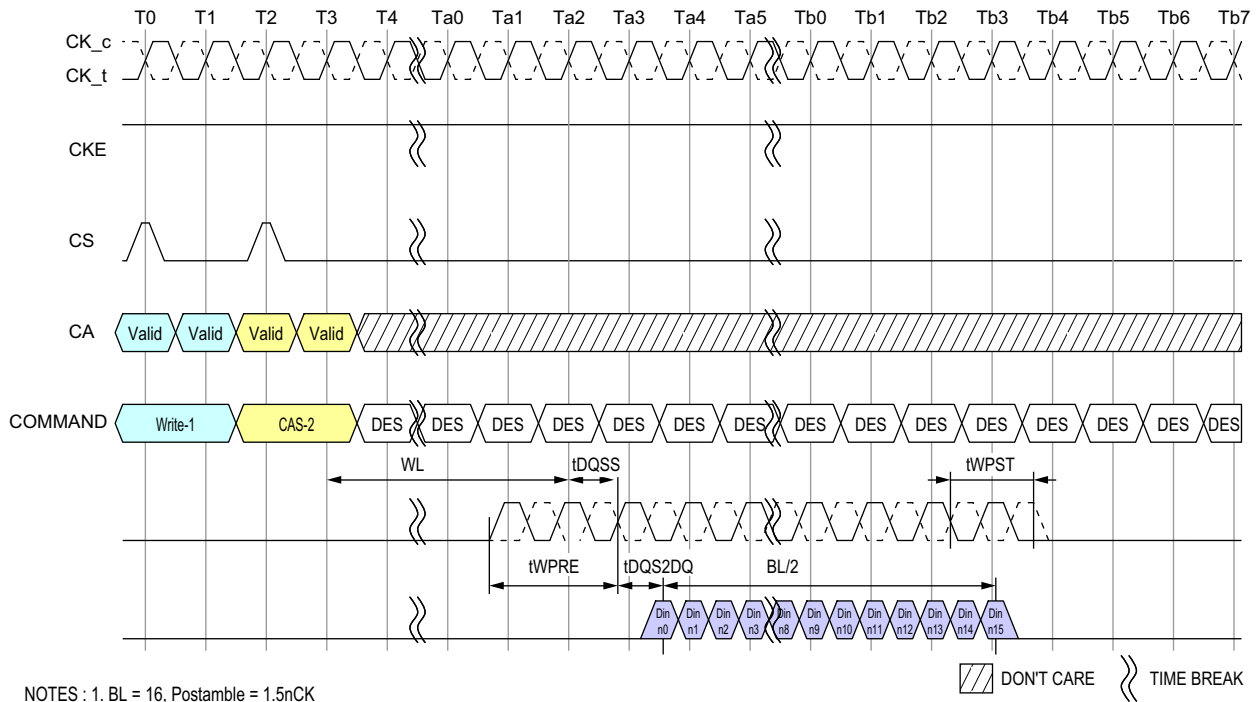 T0 T1 T2 T3 T4 Ta0 Ta1 Ta2 Ta3 Ta4 Ta5 Tb0 Tb1 Tb2 Tb3 Tb4 Tb5 Tb6 Tb7
CK_c
CK_t
CKE
CS
CA Valid Valid Valid Valid
COMMAND Write-1 CAS-2 DES DES DES DES DES DES DES DES DES DES DES DES DES DES DES
WL tDQSS tWPST
tWPRE tDQS2DQ BL/2
Din n0 Din n1 Din n2 Din n3 Din n8 Din n9 Din n10 Din n11 Din n12 Din n13 Din n14 Din n15
DON'T CARE TIME BREAK
NOTES : 1. BL = 16, Postamble = 1.5nCK